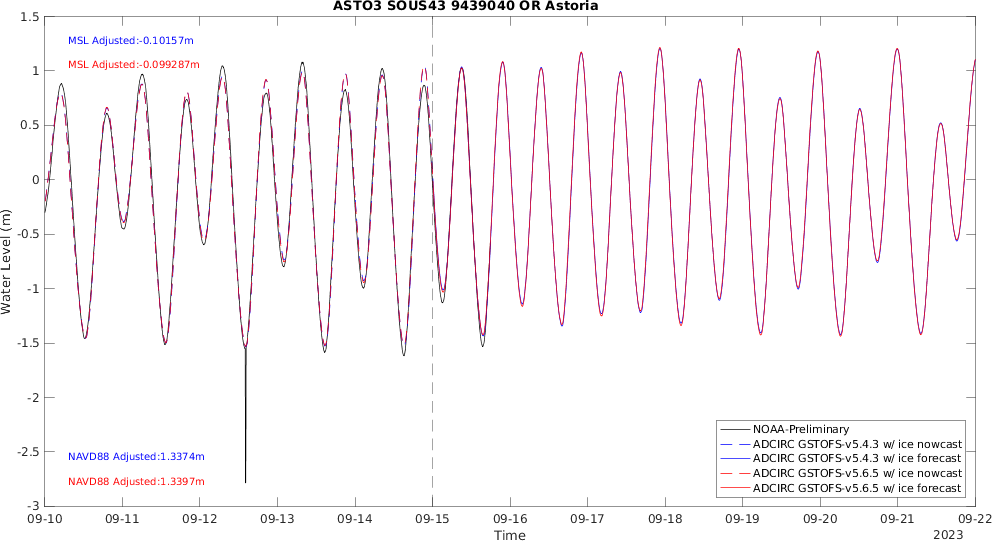 ASTO3 SOUS43 9439040 OR Astoria
MSL Adjusted:-0.10157m
MSL Adjusted:-0.099287m
NAVD88 Adjusted:1.3374m
NAVD88 Adjusted:1.3397m
Water Level (m)
1.5
1
0.5
0
-0.5
-1
-1.5
-2
-2.5
-3
NOAA-Preliminary
ADCIRC GSTOFS-v5.4.3 w/ ice nowcast
ADCIRC GSTOFS-v5.4.3 w/ ice forecast
ADCIRC GSTOFS-v5.6.5 w/ ice nowcast
ADCIRC GSTOFS-v5.6.5 w/ ice forecast
09-10 09-11 09-12 09-13 09-14 09-15 09-16 09-17 09-18 09-19 09-20 09-21 09-22
Time
2023